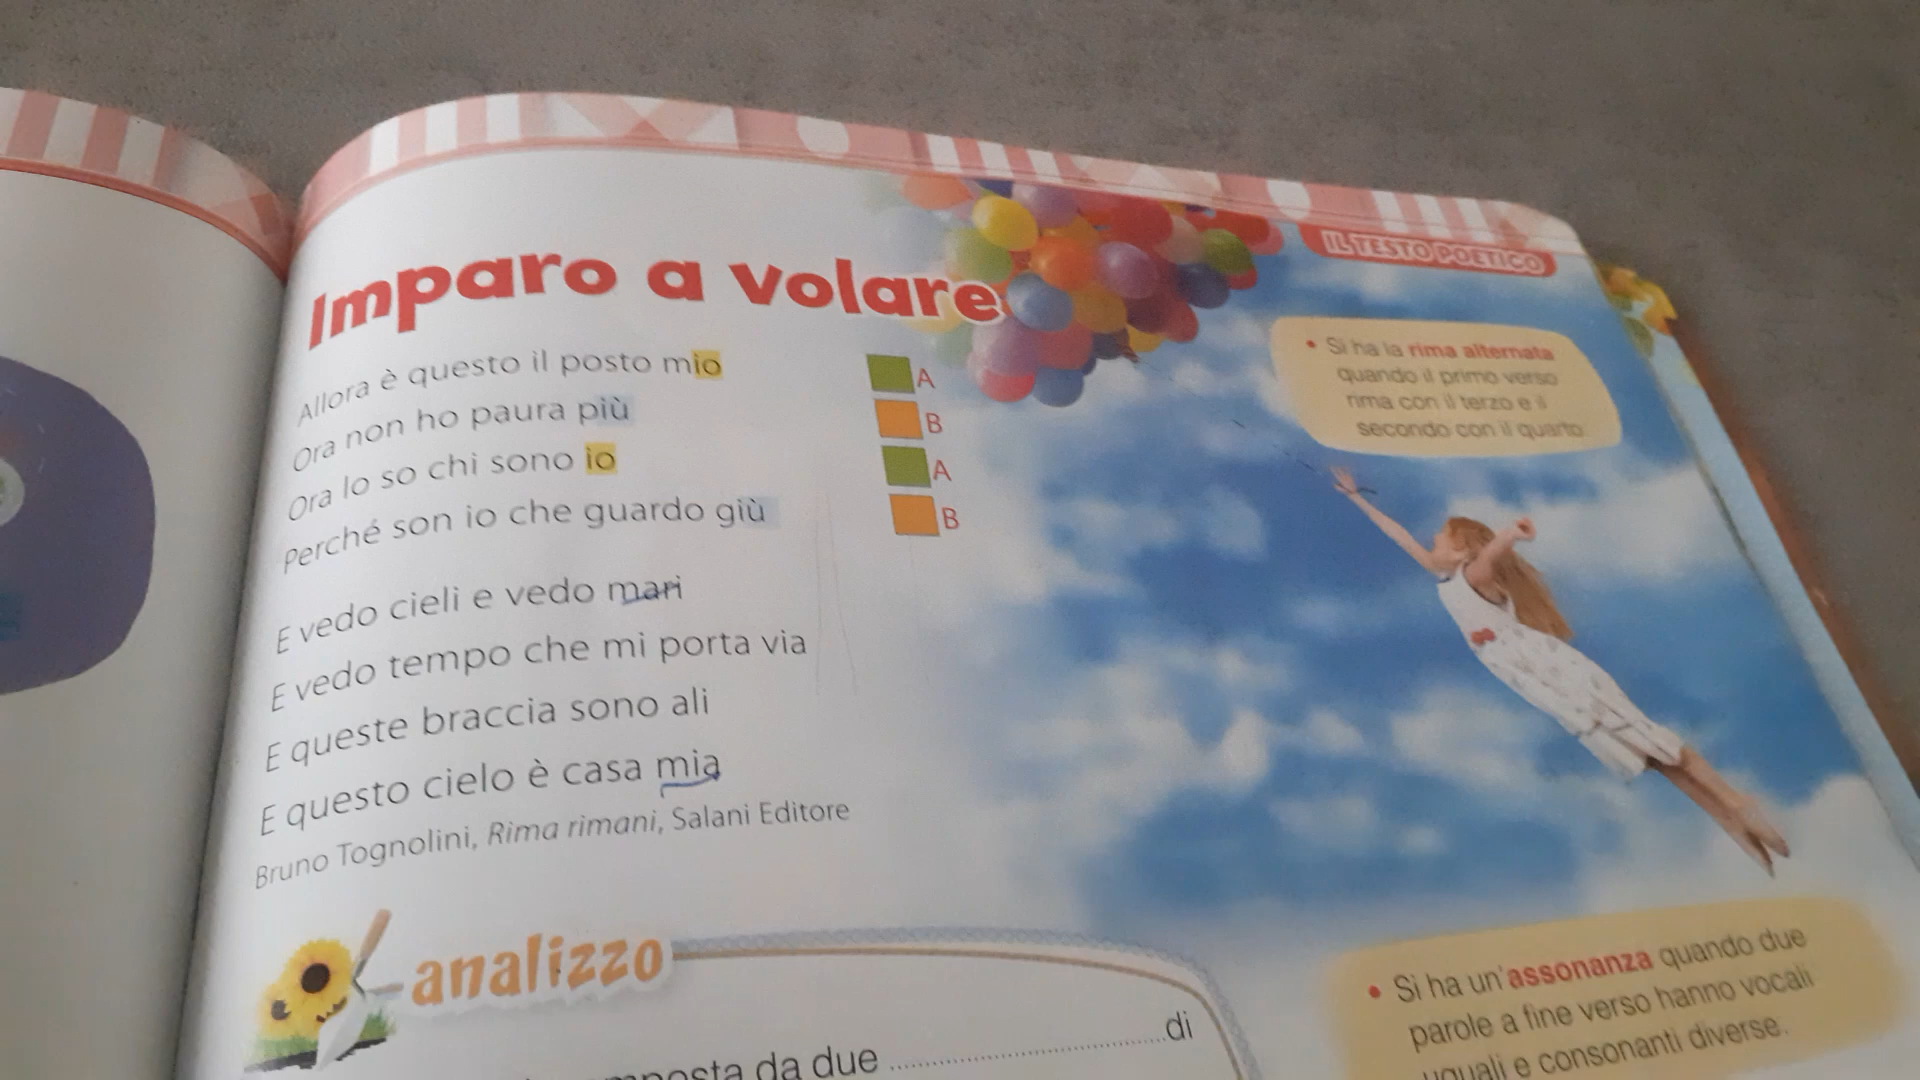 IL TESTO POETICO
Imparo a volare
Allora è questo il posto mio
Ora non ho paura più
Ora lo so chi sono io
Perché son io che guardo giù
A
B
A
B
E vedo cieli e vedo mari
E vedo tempo che mi porta via
E queste braccia sono ali
E questo cielo è casa mia
Bruno Tognolini, Rima rimani, Salani Editore
• Si ha la rima alternata
quando il primo verso
rima con il terzo e il
secondo con il quarto.
analizzo
da due ........................ di
• Si ha un'assonanza quando due
parole a fine verso hanno vocali
uguali e consonanti diverse.